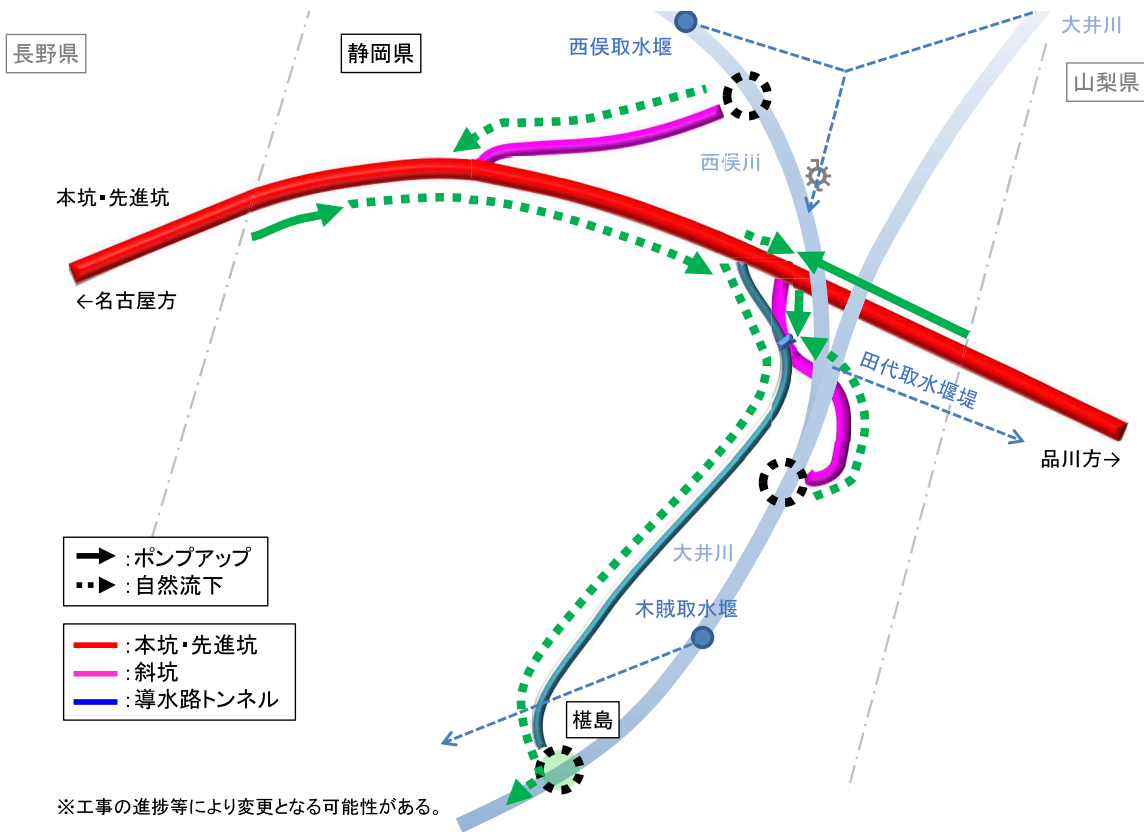 大井川
長野県
静岡県
西俣取水堰
山梨県
西俣川
本坑・先進坑
←名古屋方
田代取水堰堤
品川方→
大井川
:ポンプアップ
:自然流下
木賊取水堰
:本坑・先進坑
:斜坑
:導水路トンネル
椹島
※工事の進捗等により変更となる可能性がある。